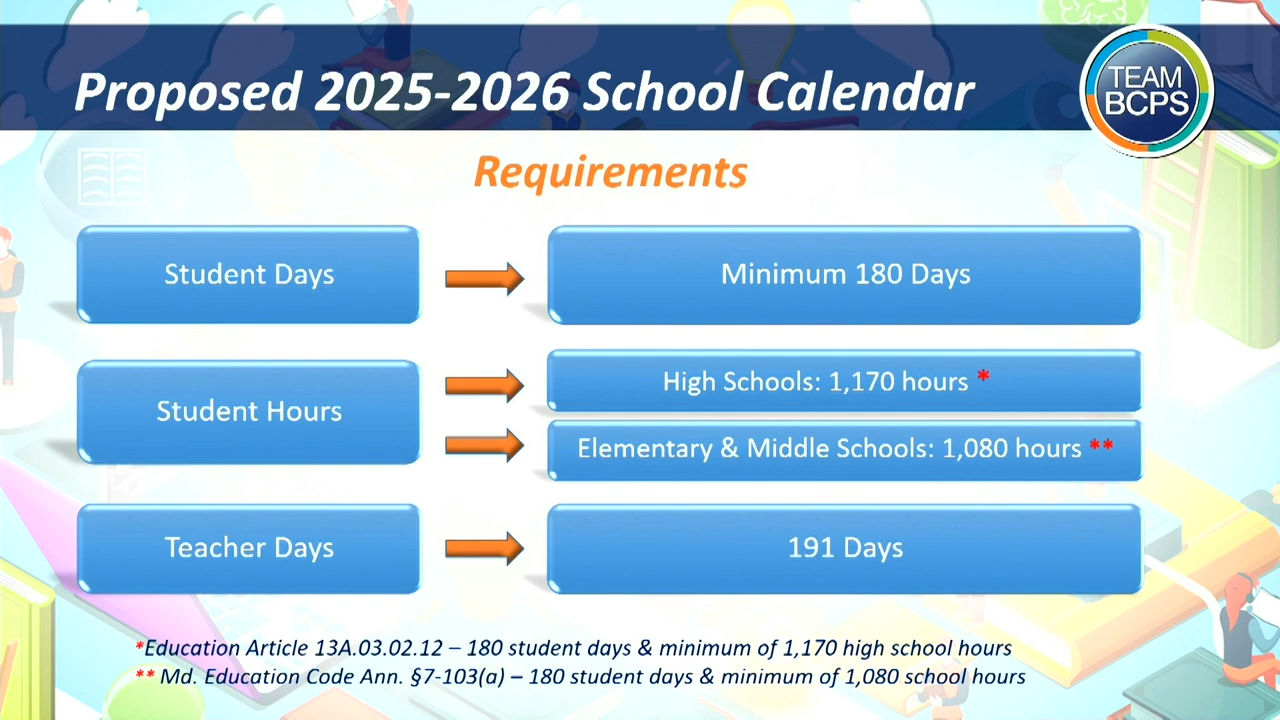 Proposed 2025-2026 School Calendar
TEAM
BCPS
Requirements
Student Days
Minimum 180 Days
Student Hours
High Schools: 1,170 hours *
Elementary & Middle Schools: 1,080 hours **
Teacher Days
191 Days
*Education Article 13A.03.02.12 – 180 student days & minimum of 1,170 high school hours
** Md. Education Code Ann. §7-103(a) – 180 student days & minimum of 1,080 school hours